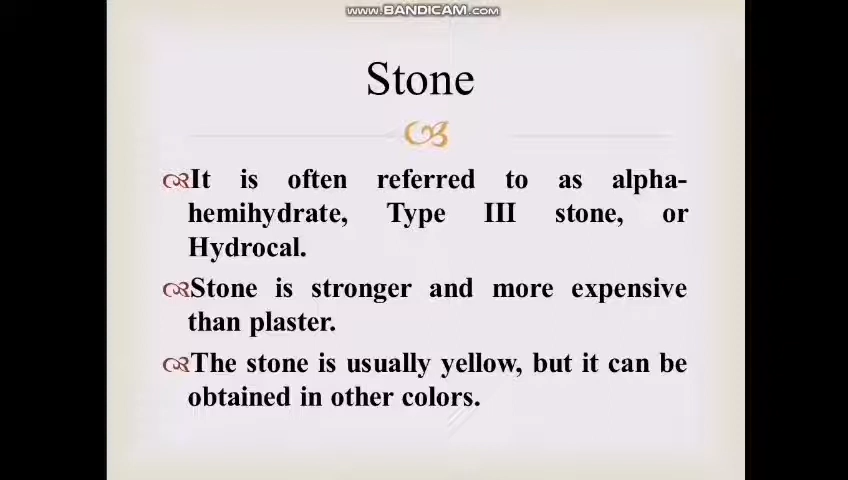 www.BANDICAM.com
Stone
It is often referred to as alpha-
hemihydrate, Type III stone, or
Hydrocal.
Stone is stronger and more expensive
than plaster.
The stone is usually yellow, but it can be
obtained in other colors.